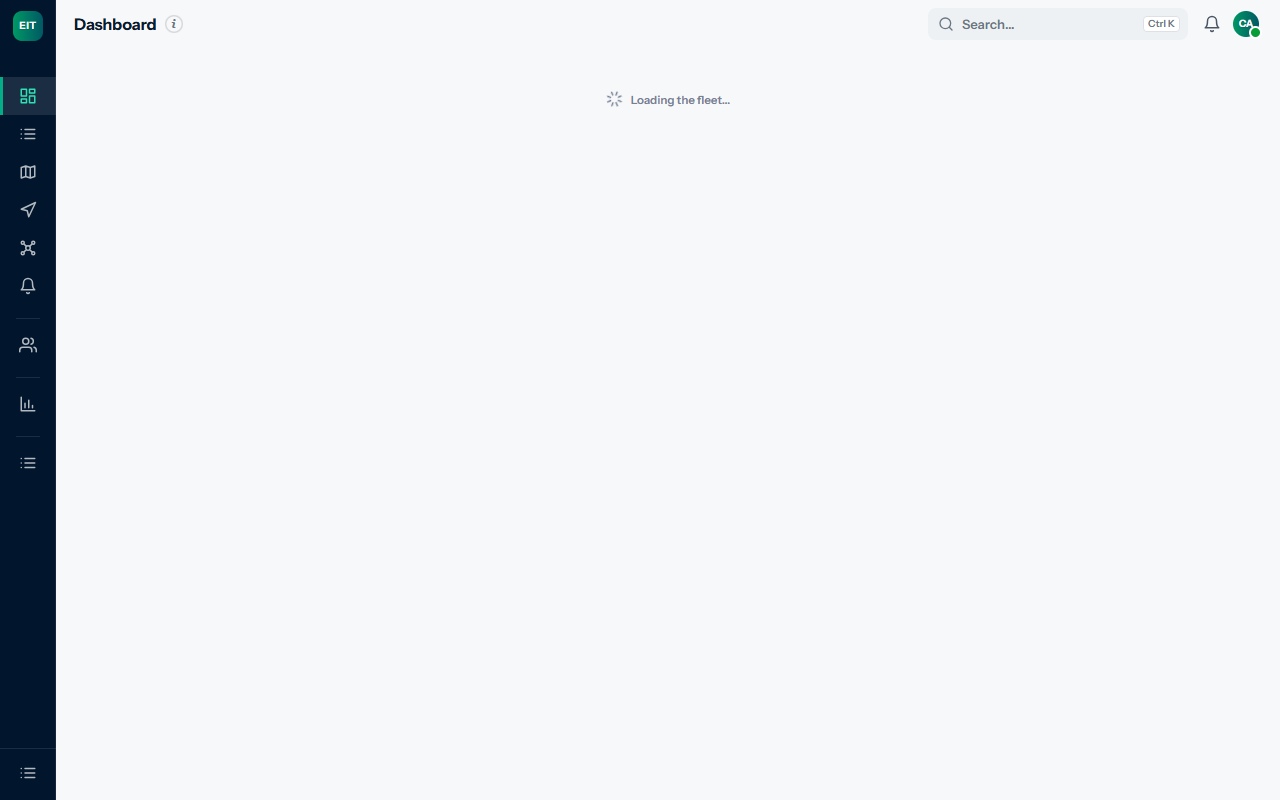 EIT
Dashboard
i
Search...
Ctrl K
CA
Loading the fleet...